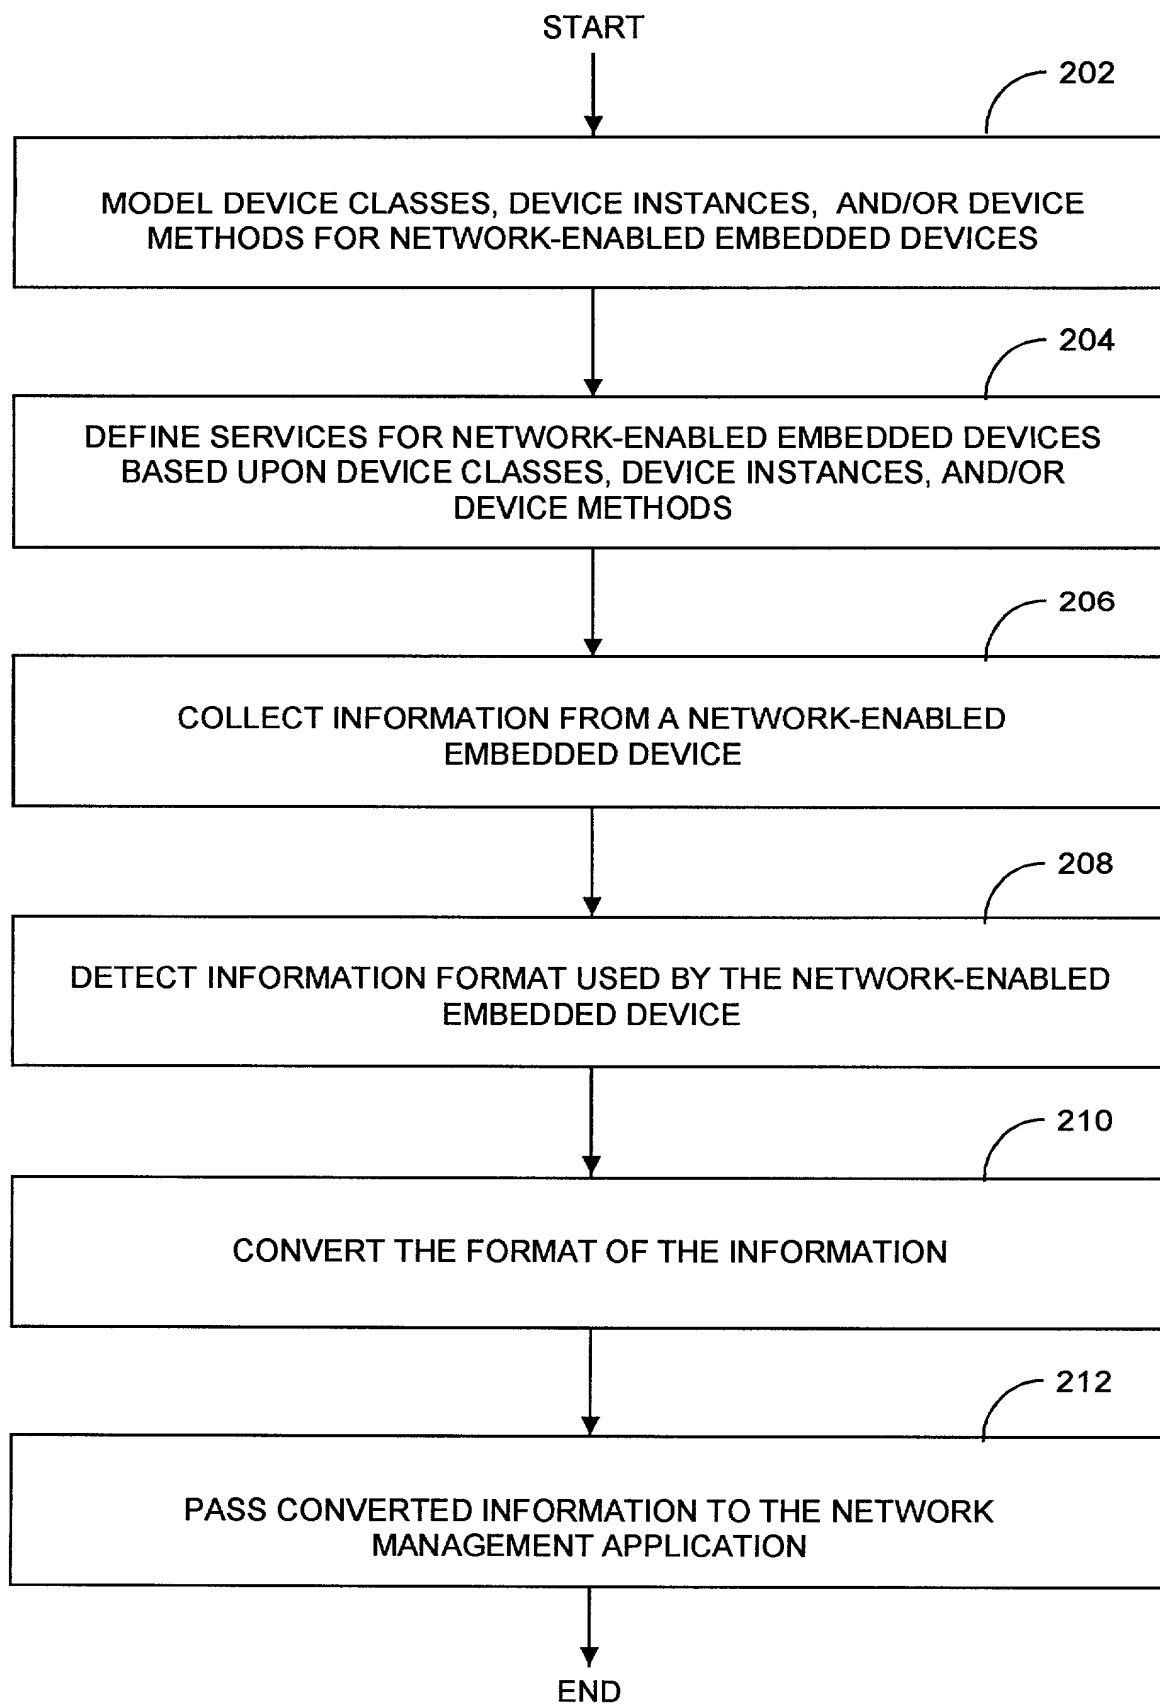 START
202
MODEL DEVICE CLASSES, DEVICE INSTANCES, AND/OR DEVICE
METHODS FOR NETWORK-ENABLED EMBEDDED DEVICES
204
DEFINE SERVICES FOR NETWORK-ENABLED EMBEDDED DEVICES
BASED UPON DEVICE CLASSES, DEVICE INSTANCES, AND/OR
DEVICE METHODS
206
COLLECT INFORMATION FROM A NETWORK-ENABLED
EMBEDDED DEVICE
208
DETECT INFORMATION FORMAT USED BY THE NETWORK-ENABLED
EMBEDDED DEVICE
210
CONVERT THE FORMAT OF THE INFORMATION
212
PASS CONVERTED INFORMATION TO THE NETWORK
MANAGEMENT APPLICATION
END